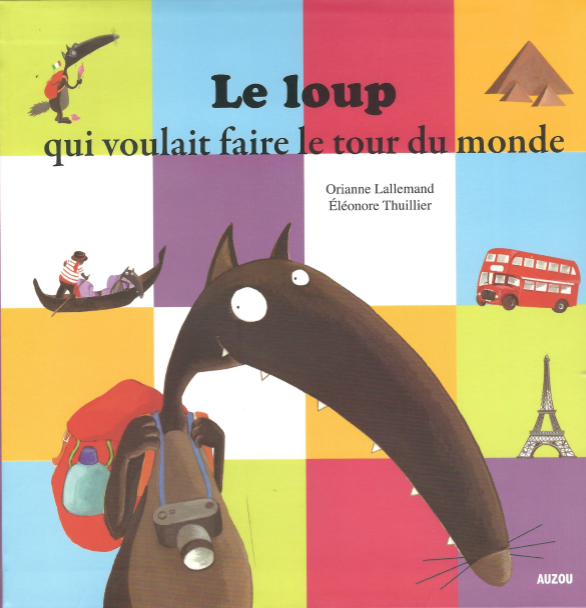 Le loup
qui voulait faire le tour du monde
Orianne Lallemand
Éléonore Thuillier
AUZOU